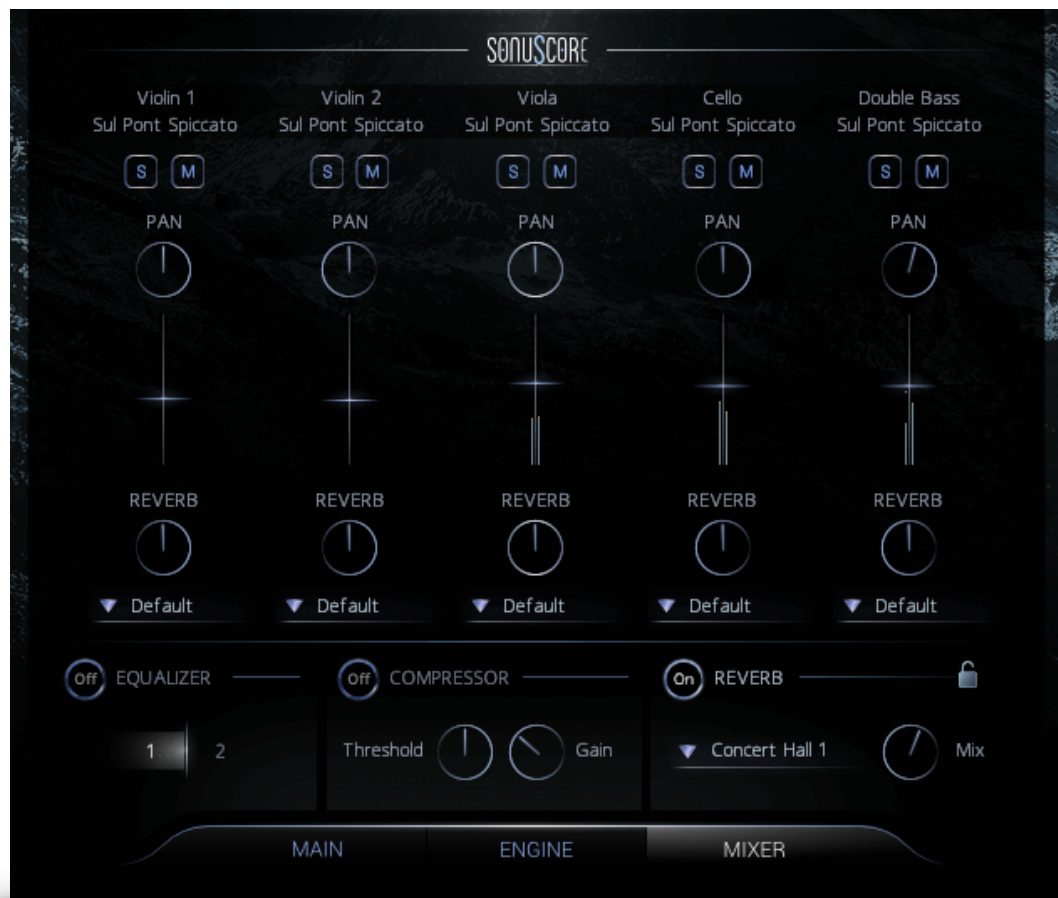 SONUSCORE
Violin 1
Sul Pont Spiccato
Violin 2
Sul Pont Spiccato
Viola
Sul Pont Spiccato
Cello
Sul Pont Spiccato
Double Bass
Sul Pont Spiccato
S M
S M
S M
S M
S M
PAN
PAN
PAN
PAN
PAN
REVERB
REVERB
REVERB
REVERB
REVERB
Default
Default
Default
Default
Default
Off EQUALIZER
Off COMPRESSOR
On REVERB
1 2
Threshold
Gain
Concert Hall 1
Mix
MAIN
ENGINE
MIXER